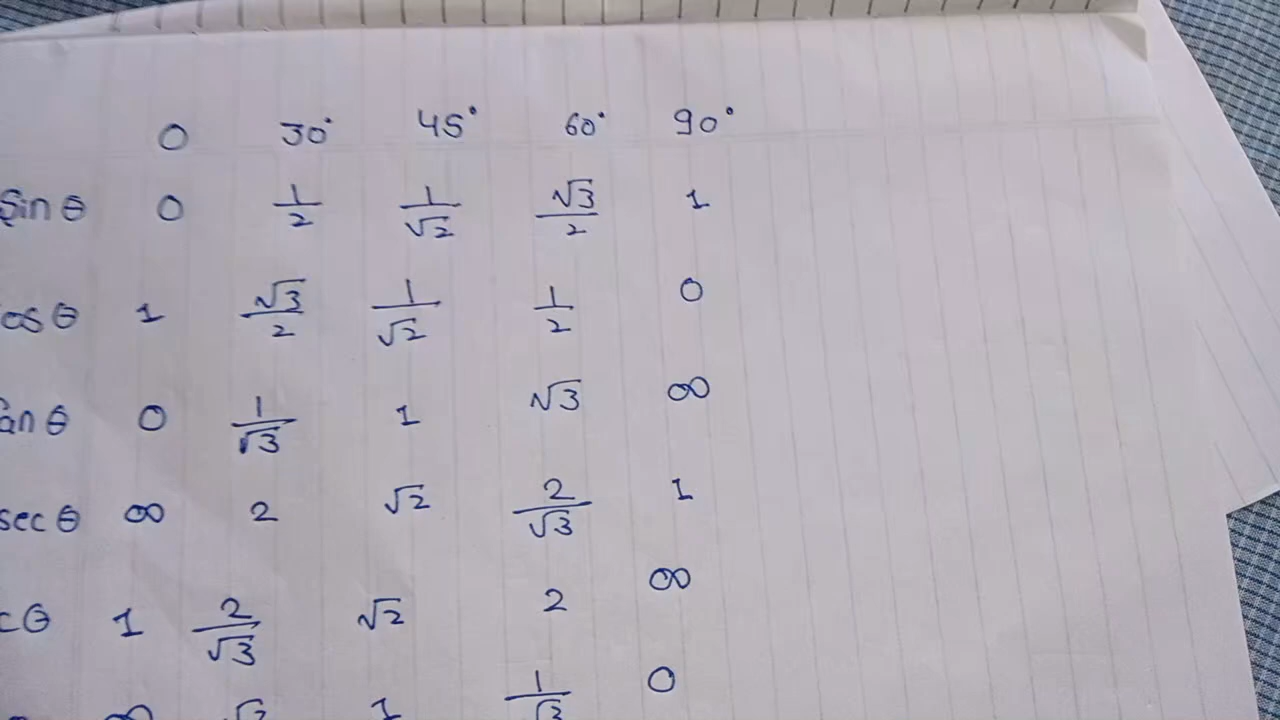 0 30° 45° 60° 90°
Sin θ 0 1/2 1/√2 √3/2 1
os θ 1 √3/2 1/√2 1/2 0
an θ 0 1/√3 1 √3 ∞
sec θ ∞ 2 √2 2/√3 1
c θ 1 2/√3 √2 2 ∞
∞ √3 1 1/√3 0